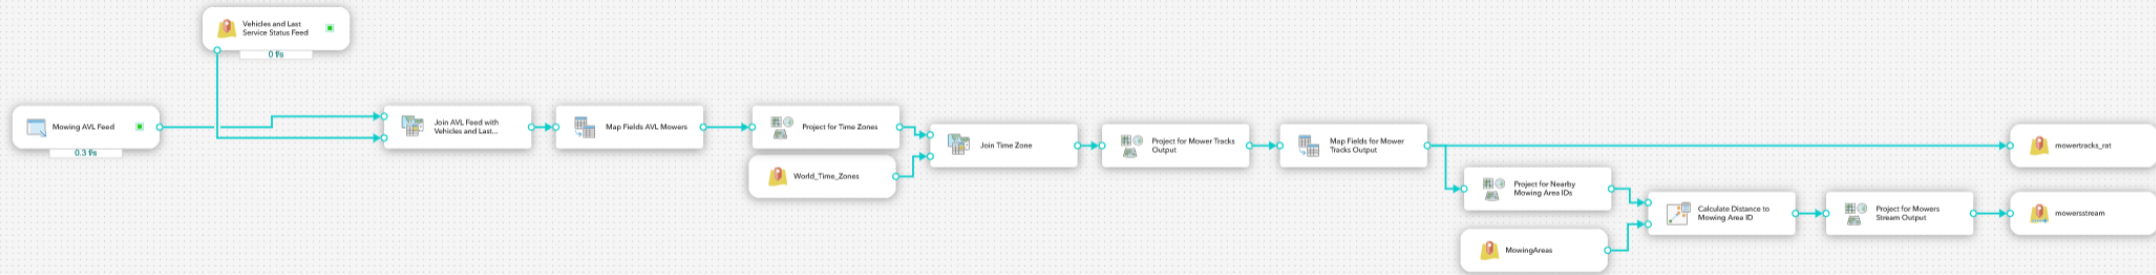 Vehicles and Last
Service Status Feed
0 f/s
Mowing AVL Feed
0.3 f/s
Join AVL Feed with
Vehicles and Last...
Map Fields AVL Mowers
Project for Time Zones
World_Time_Zones
Join Time Zone
Project for Mower Tracks
Output
Map Fields for Mower
Tracks Output
mowertracks_rat
Project for Nearby
Mowing Area IDs
MowingAreas
Calculate Distance to
Mowing Area ID
Project for Mowers
Stream Output
mowersstream